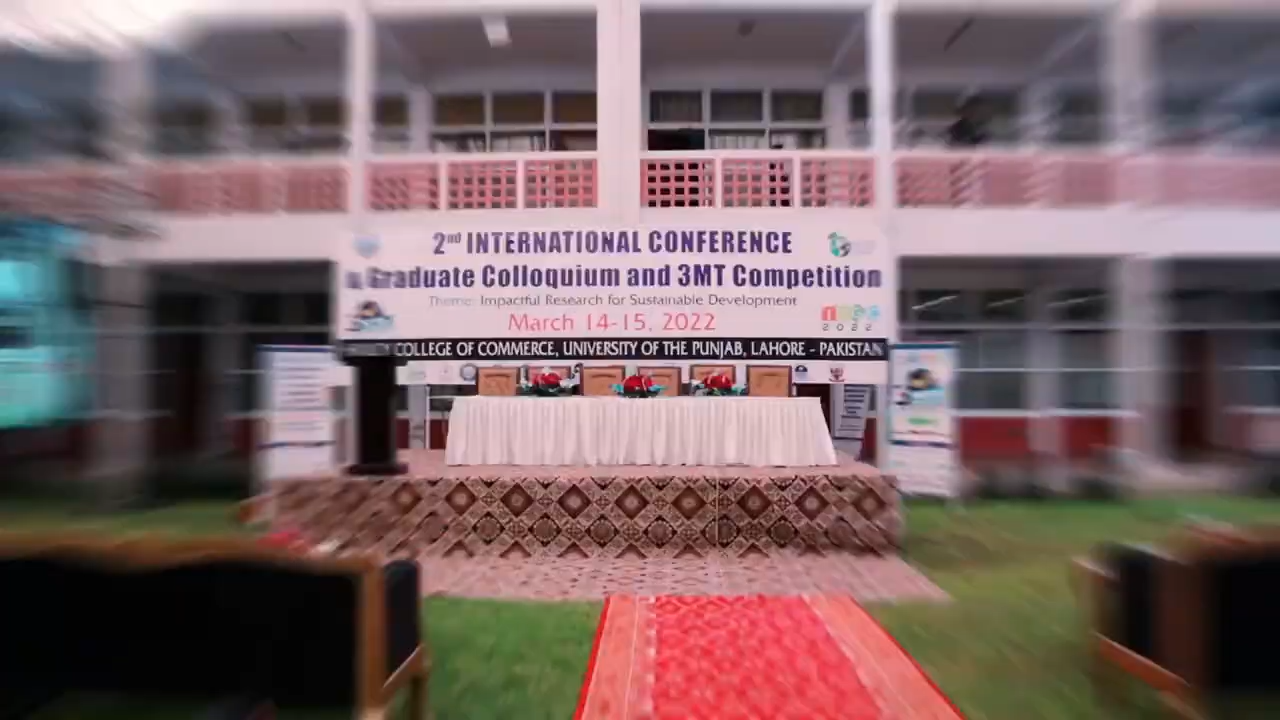 2nd INTERNATIONAL CONFERENCE
Graduate Colloquium and 3MT Competition
Theme: Impactful Research for Sustainable Development
March 14-15, 2022
2022
COLLEGE OF COMMERCE, UNIVERSITY OF THE PUNJAB, LAHORE - PAKISTAN